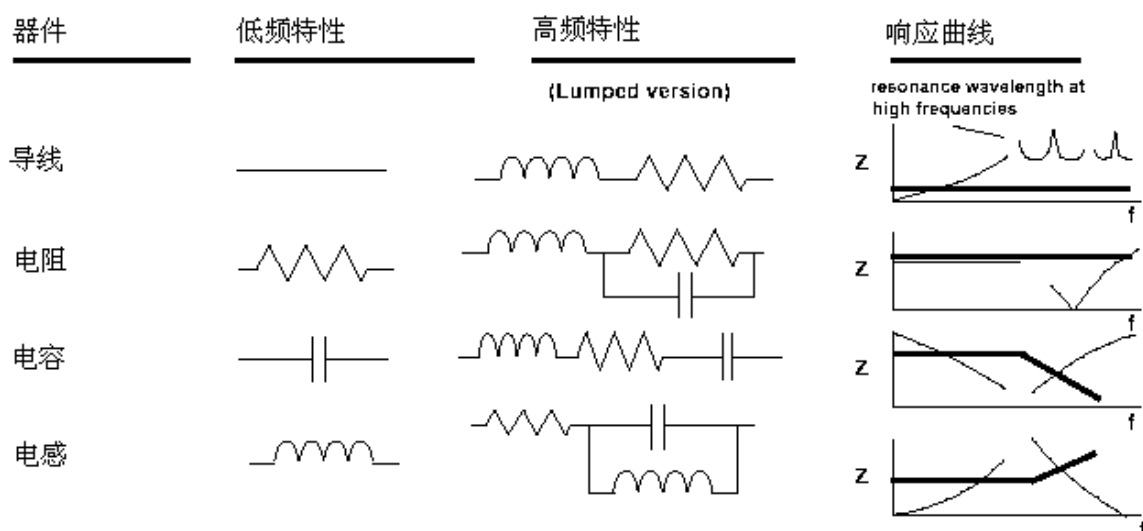 器件 低频特性 高频特性 响应曲线
(Lumped version)
resonance wavelength at
high frequencies
导线
Z
f
电阻
Z
f
电容
Z
f
电感
Z
f